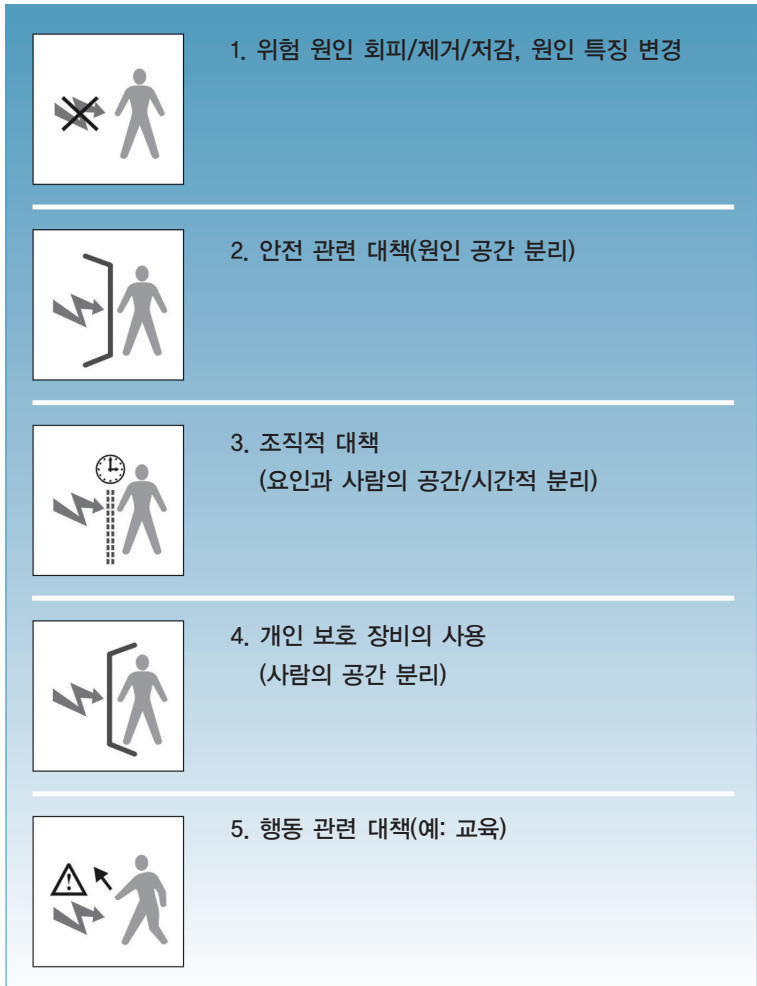 1. 위험 원인 회피/제거/저감, 원인 특징 변경
2. 안전 관련 대책(원인 공간 분리)
3. 조직적 대책
(요인과 사람의 공간/시간적 분리)
4. 개인 보호 장비의 사용
(사람의 공간 분리)
5. 행동 관련 대책(예: 교육)